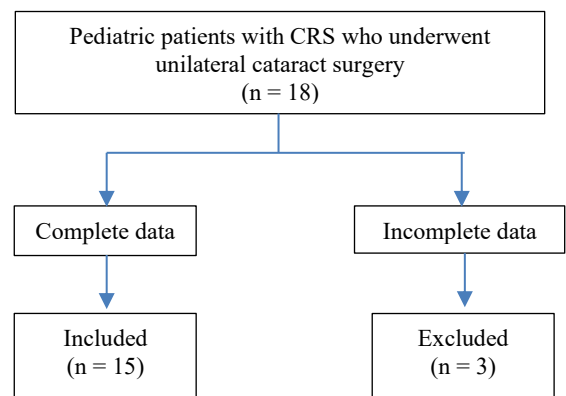 Pediatric patients with CRS who underwent
unilateral cataract surgery
(n = 18)
Complete data
Incomplete data
Included
(n = 15)
Excluded
(n = 3)